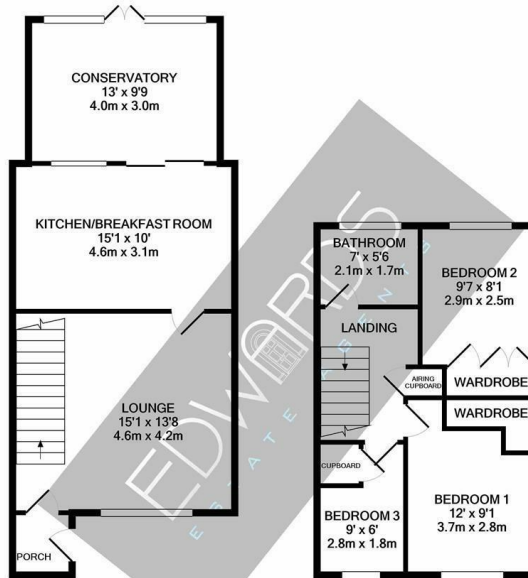 CONSERVATORY
13' x 9'9
4.0m x 3.0m
KITCHEN/BREAKFAST ROOM
15'1 x 10'
4.6m x 3.1m
LOUNGE
15'1 x 13'8
4.6m x 4.2m
PORCH
BATHROOM
7' x 5'6
2.1m x 1.7m
BEDROOM 2
9'7 x 8'1
2.9m x 2.5m
LANDING
AIRING
CUPBOARD
WARDROBE
WARDROBE
CUPBOARD
BEDROOM 1
12' x 9'1
3.7m x 2.8m
BEDROOM 3
9' x 6'
2.8m x 1.8m
EDWARDS
ESTATE AGENTS